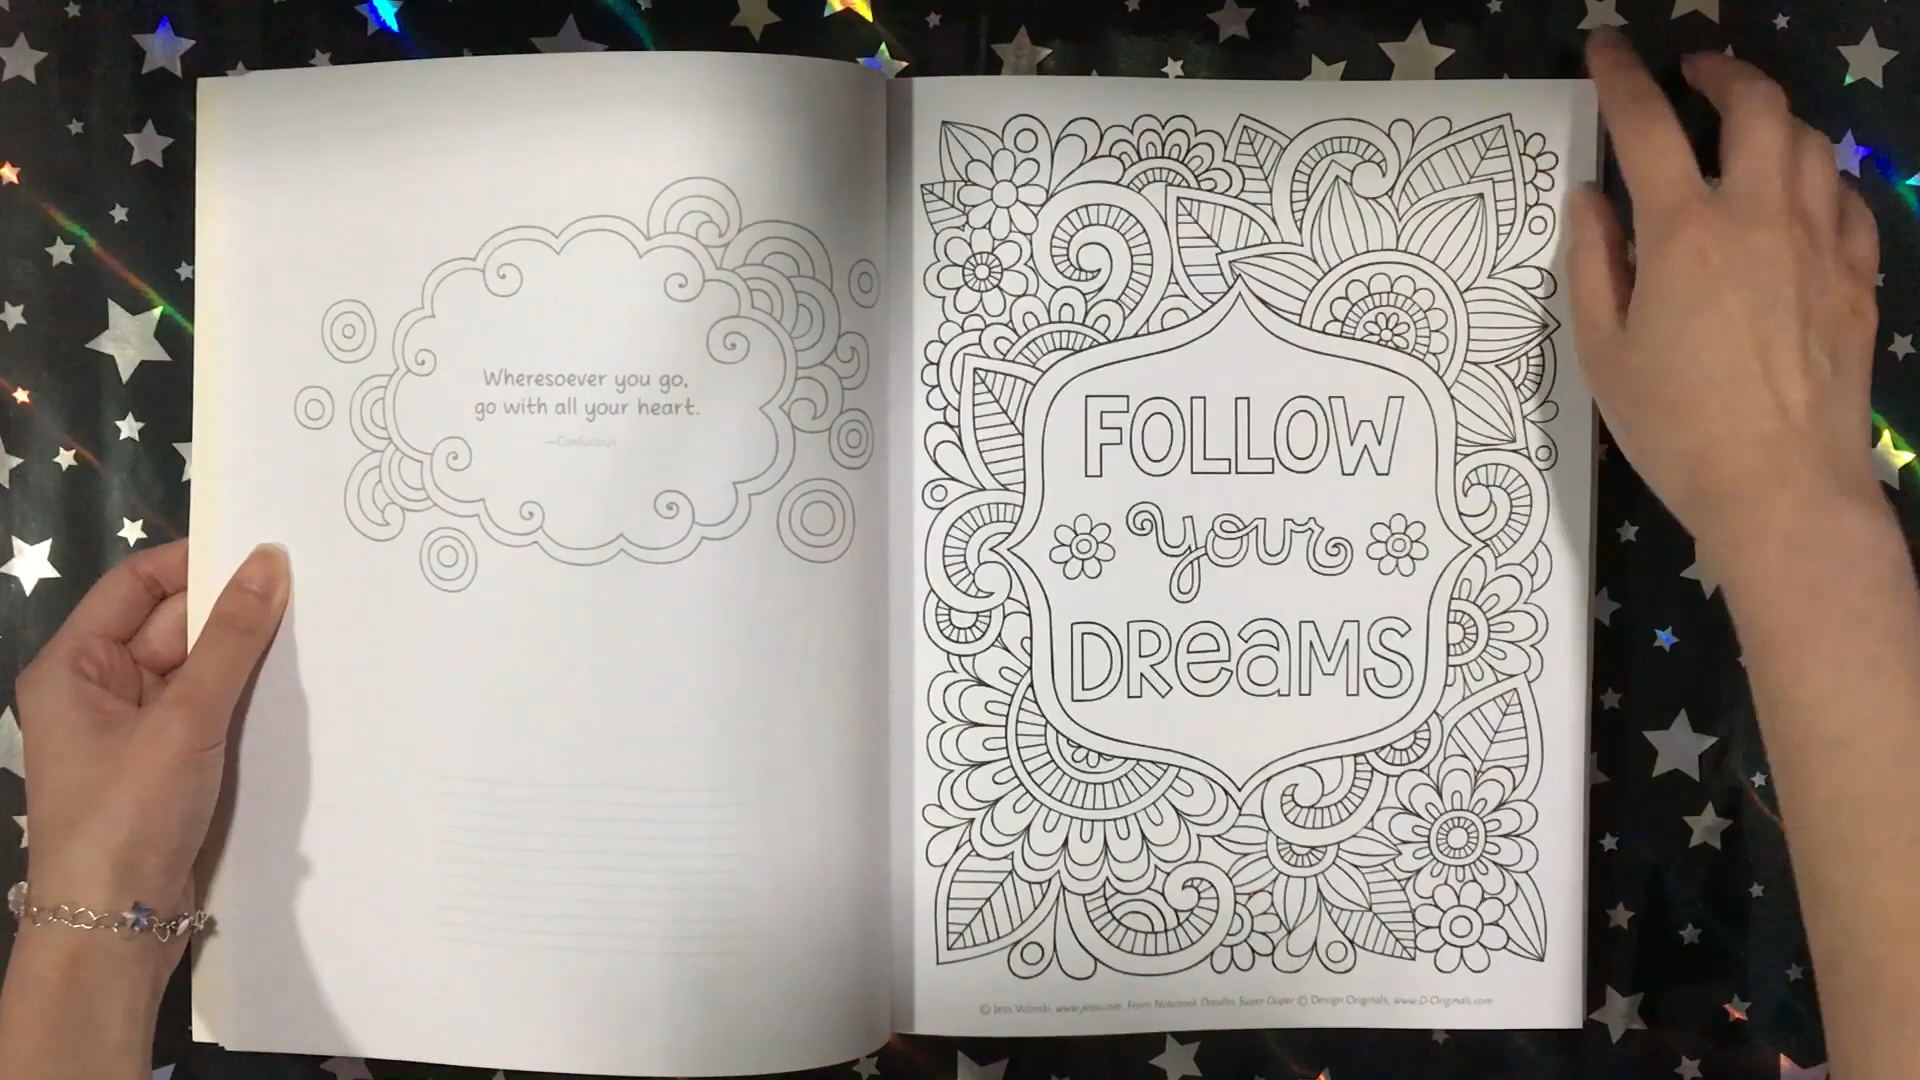 Wheresoever you go,
go with all your heart.
—Confucious
FOLLOW
your
DREAMS
© Jess Volinski, www.jessv.com. From Notebook Doodles Super Duper © Design Originals, www.D-Originals.com